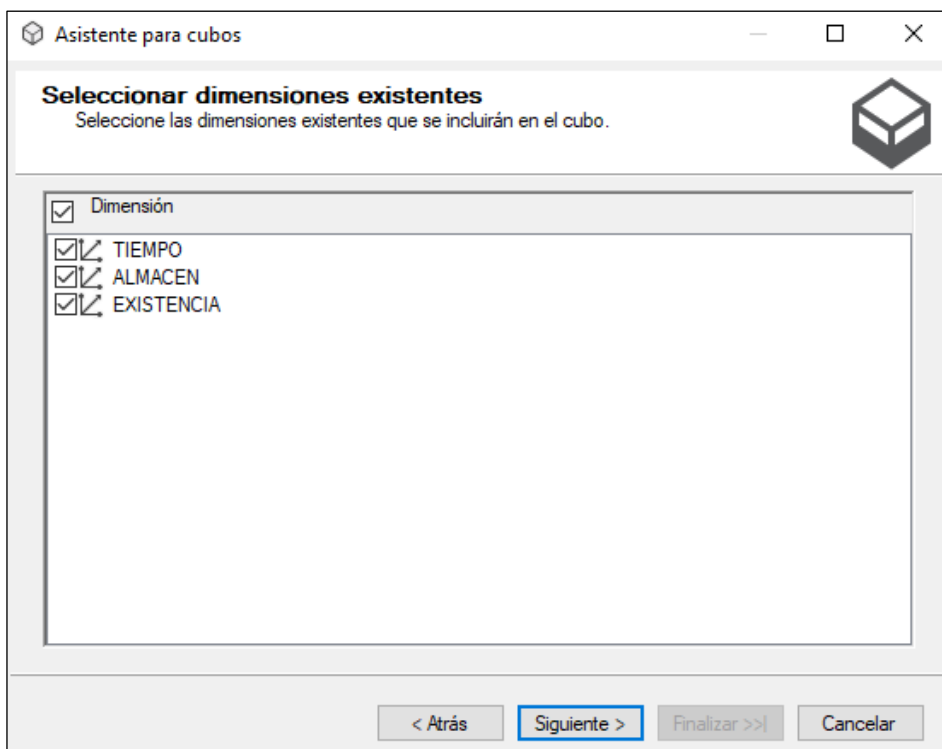 Asistente para cubos
Seleccionar dimensiones existentes
Seleccione las dimensiones existentes que se incluirán en el cubo.
Dimensión
TIEMPO
ALMACEN
EXISTENCIA
< Atrás Siguiente > Finalizar >>| Cancelar